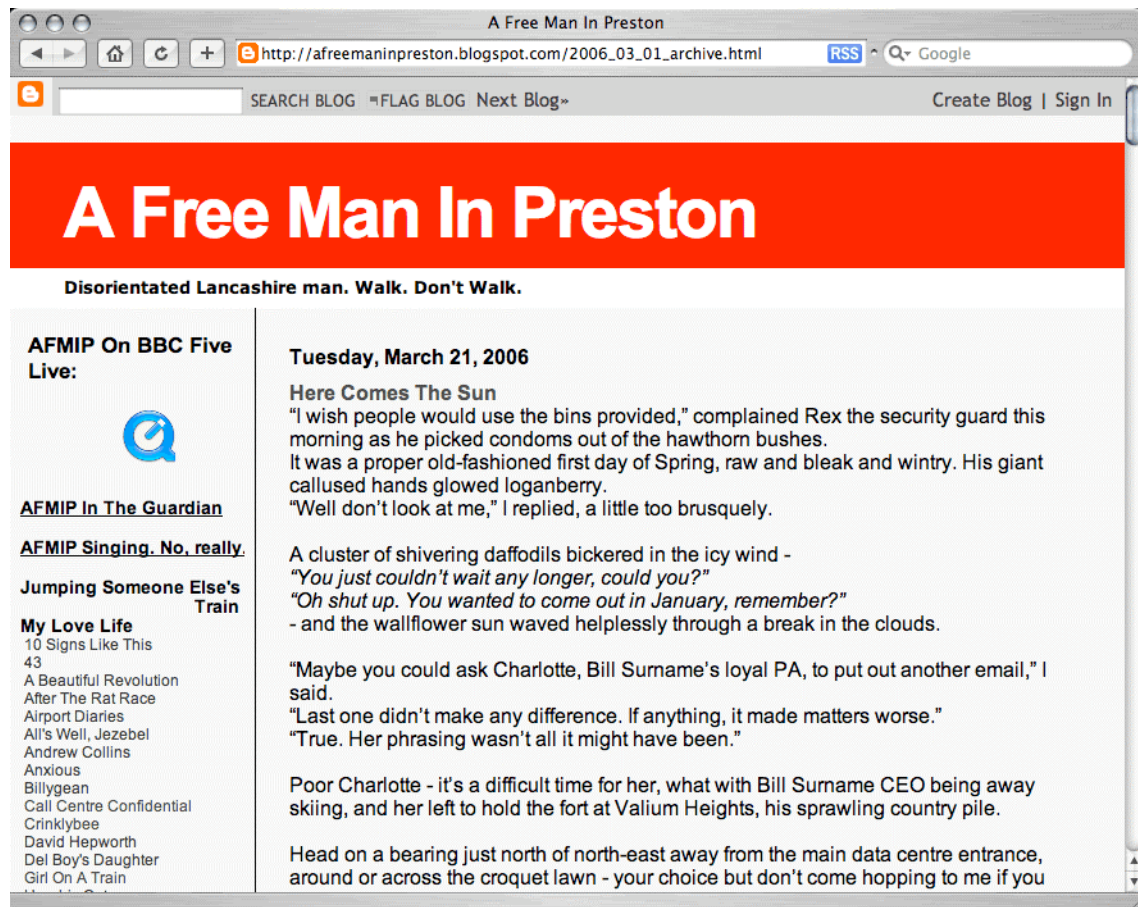 A Free Man In Preston
http://afreemaninpreston.blogspot.com/2006_03_01_archive.html
RSS
Google
SEARCH BLOG
FLAG BLOG
Next Blog»
Create Blog | Sign In
A Free Man In Preston
Disorientated Lancashire man. Walk. Don't Walk.
AFMIP On BBC Five
Live:
AFMIP In The Guardian
AFMIP Singing. No, really.
Jumping Someone Else's
Train
My Love Life
10 Signs Like This
43
A Beautiful Revolution
After The Rat Race
Airport Diaries
All's Well, Jezebel
Andrew Collins
Anxious
Billygean
Call Centre Confidential
Crinklybee
David Hepworth
Del Boy's Daughter
Girl On A Train
Tuesday, March 21, 2006
Here Comes The Sun
“I wish people would use the bins provided,” complained Rex the security guard this
morning as he picked condoms out of the hawthorn bushes.
It was a proper old-fashioned first day of Spring, raw and bleak and wintry. His giant
callused hands glowed loganberry.
“Well don’t look at me,” I replied, a little too brusquely.
A cluster of shivering daffodils bickered in the icy wind -
“You just couldn’t wait any longer, could you?”
“Oh shut up. You wanted to come out in January, remember?”
- and the wallflower sun waved helplessly through a break in the clouds.
“Maybe you could ask Charlotte, Bill Surname’s loyal PA, to put out another email,” I
said.
“Last one didn’t make any difference. If anything, it made matters worse.”
“True. Her phrasing wasn’t all it might have been.”
Poor Charlotte - it’s a difficult time for her, what with Bill Surname CEO being away
skiing, and her left to hold the fort at Valium Heights, his sprawling country pile.
Head on a bearing just north of north-east away from the main data centre entrance,
around or across the croquet lawn - your choice but don’t come hopping to me if you